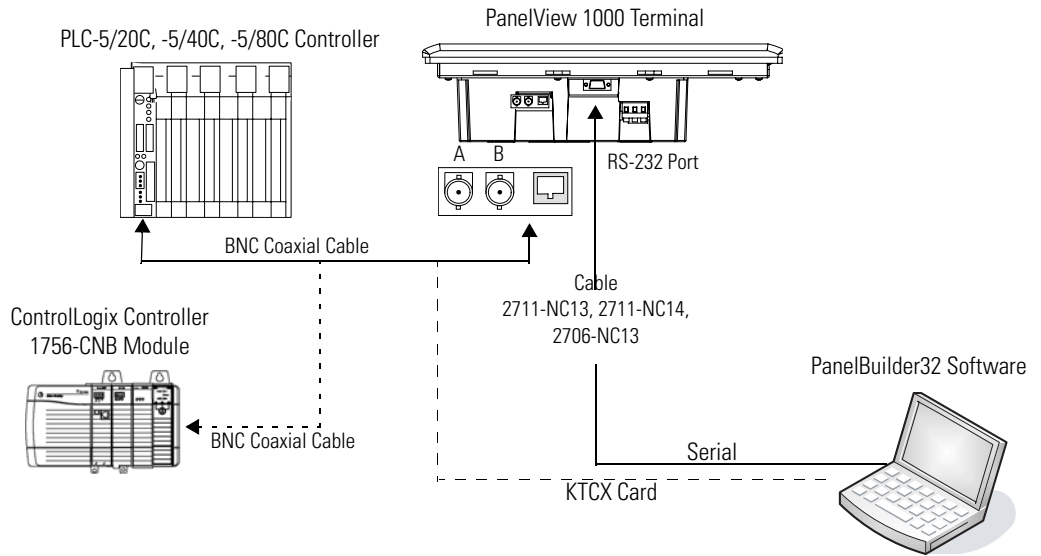 PanelView 1000 Terminal
PLC-5/20C, -5/40C, -5/80C Controller
A B
RS-232 Port
BNC Coaxial Cable
Cable
2711-NC13, 2711-NC14,
2706-NC13
ControlLogix Controller
1756-CNB Module
PanelBuilder32 Software
BNC Coaxial Cable
Serial
KTCX Card